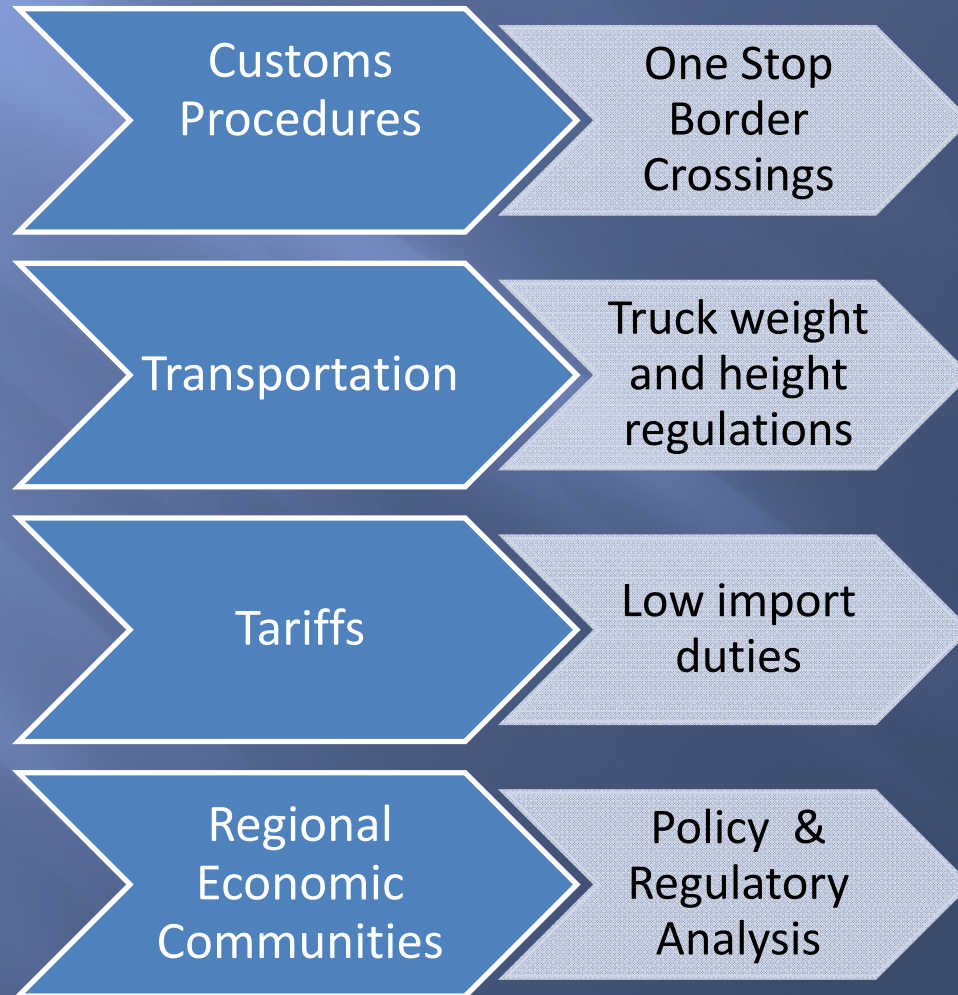 Customs
Procedures
One Stop
Border
Crossings
Transportation
Truck weight
and height
regulations
Tariffs
Low import
duties
Regional
Economic
Communities
Policy & 
Regulatory
Analysis